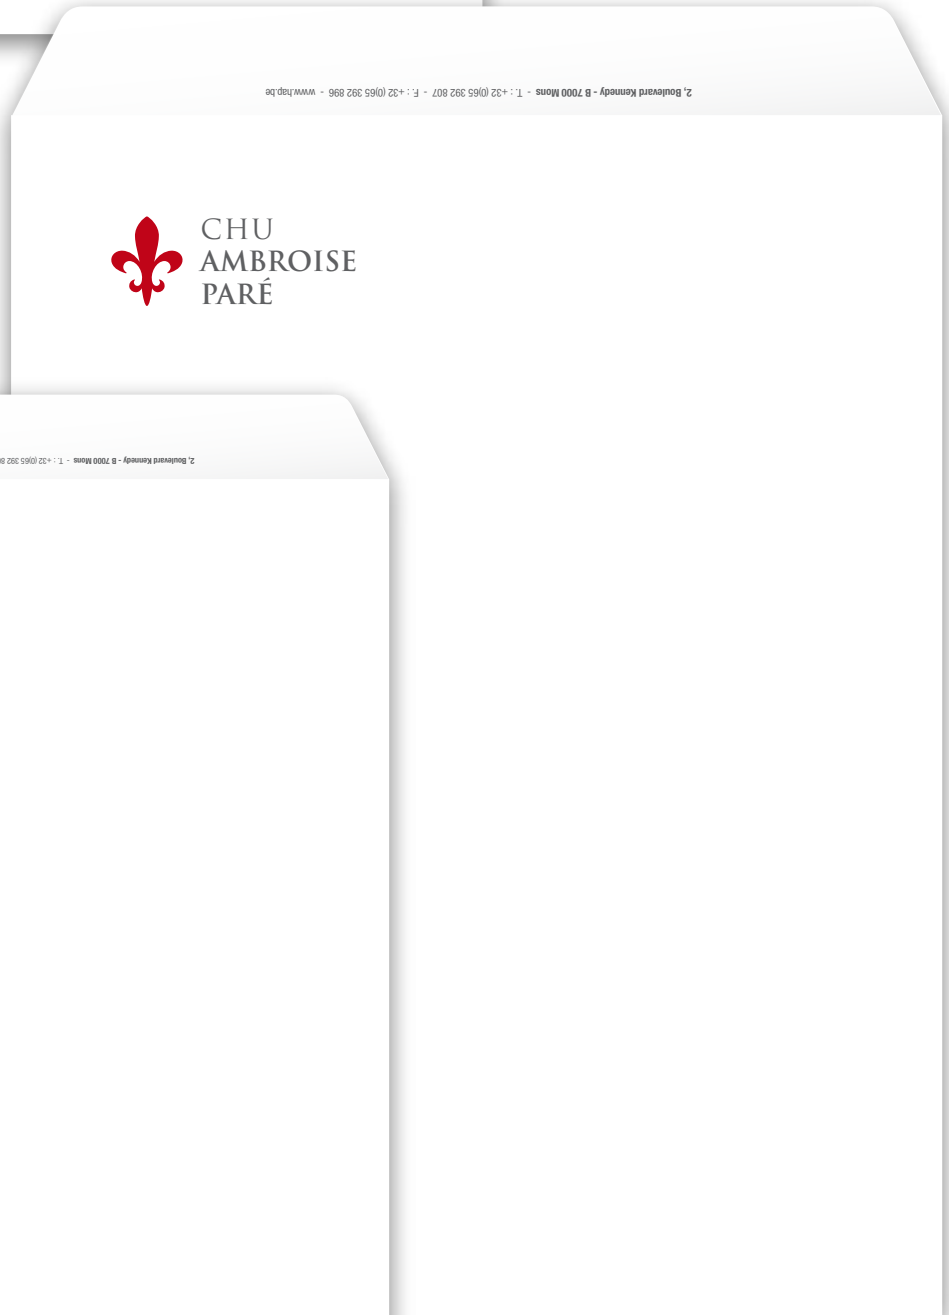 2, Boulevard Kennedy - B 7000 Mons - T. : +32 (0)65 392 807 - F. : +32 (0)65 392 896 - www.hap.be
CHU
AMBROISE
PARÉ
2, Boulevard Kennedy - B 7000 Mons - T. : +32 (0)65 392 8